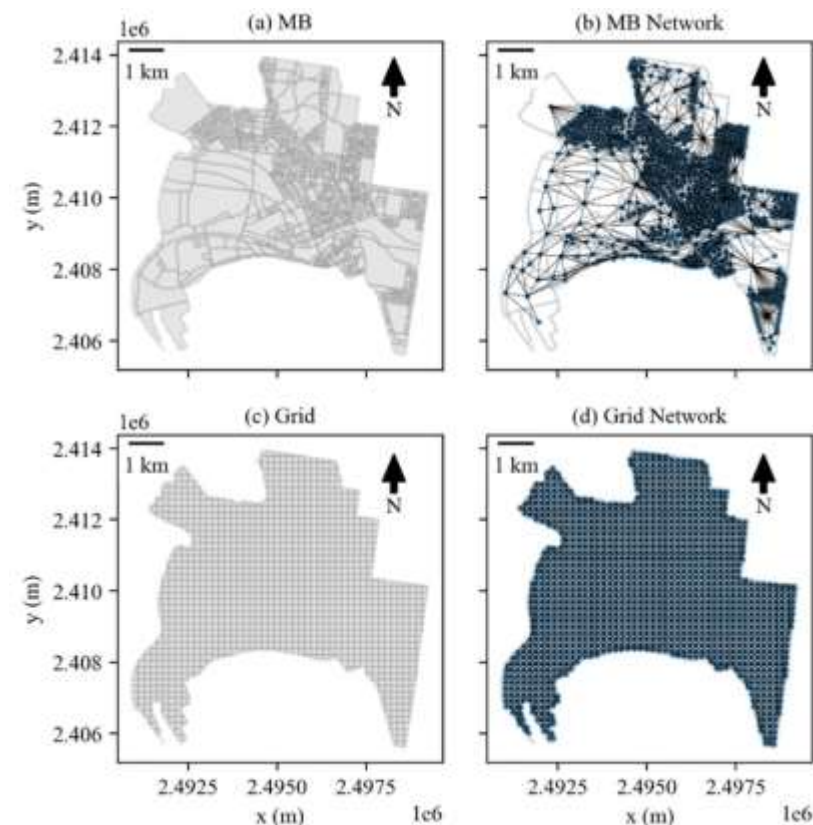 1e6
(a) MB
(b) MB Network
2.414
1 km
N
1 km
N
2.412
y (m)
2.410
2.408
2.406
1e6
(c) Grid
(d) Grid Network
2.414
1 km
N
1 km
N
2.412
y (m)
2.410
2.408
2.406
2.4925 2.4950 2.4975
2.4925 2.4950 2.4975
x (m)
1e6
x (m)
1e6